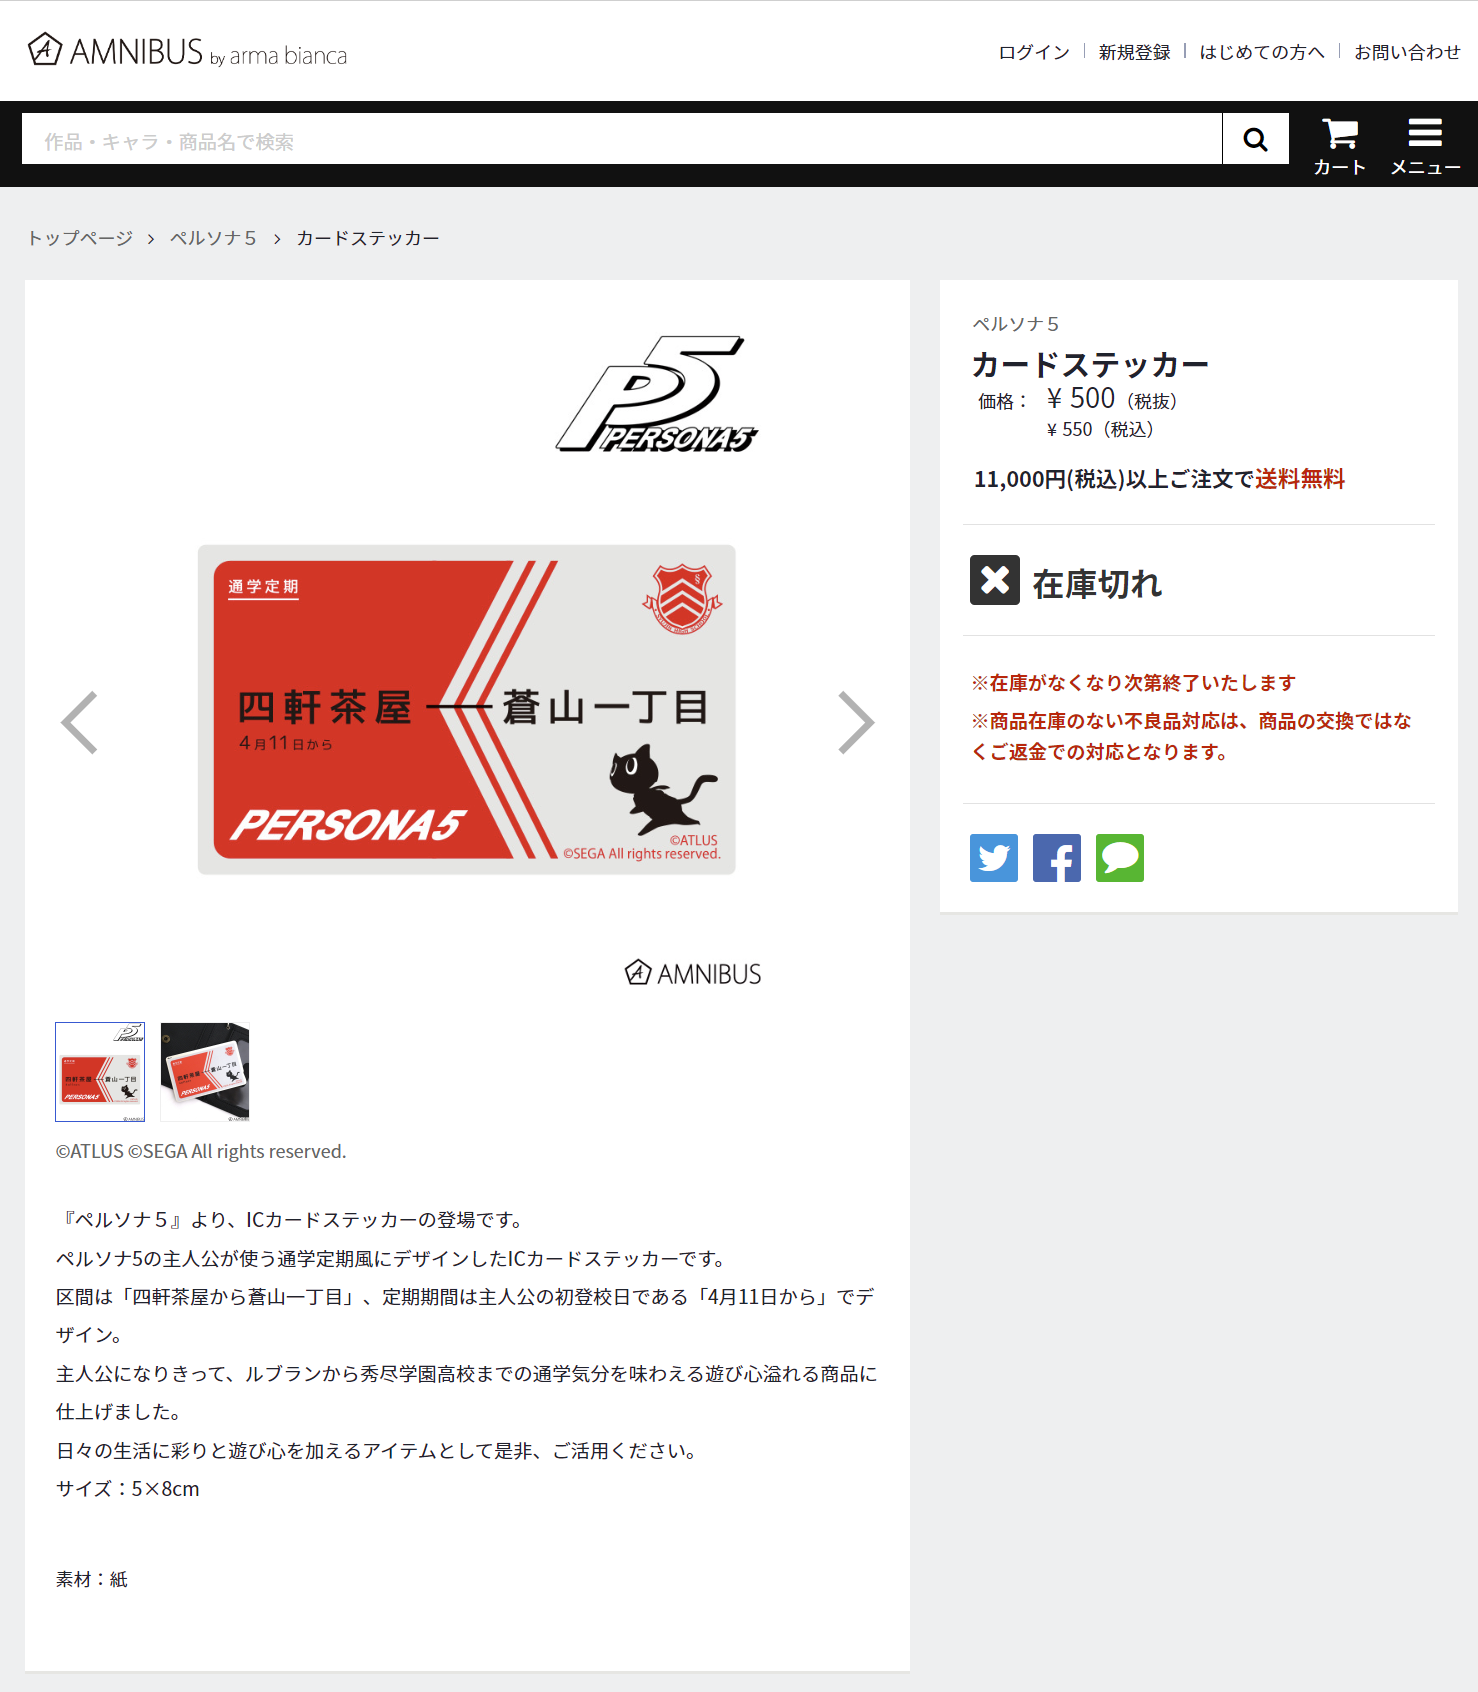 AMNIBUS by arma bianca
ログイン
新規登録
はじめての方へ
お問い合わせ
作品・キャラ・商品名で検索
カート
メニュー
トップページ > ペルソナ5 > カードステッカー
P5
PERSONA5
通学定期
四軒茶屋
蒼山一丁目
4月11日から
PERSONA5
©ATLUS
©SEGA All rights reserved.
AMNIBUS
©ATLUS ©SEGA All rights reserved.
『ペルソナ5』より、ICカードステッカーの登場です。
ペルソナ5の主人公が使う通学定期風にデザインしたICカードステッカーです。
区間は「四軒茶屋から蒼山一丁目」、定期期間は主人公の初登校日である「4月11日から」でデ
ザイン。
主人公になりきって、ルブランから秀尽学園高校までの通学気分を味わえる遊び心溢れる商品に
仕上げました。
日々の生活に彩りと遊び心を加えるアイテムとして是非、ご活用ください。
サイズ：5×8cm
素材：紙
ペルソナ5
カードステッカー
価格： ¥ 500（税抜）
¥ 550（税込）
11,000円(税込)以上ご注文で送料無料
在庫切れ
※在庫がなくなり次第終了いたします
※商品在庫のない不良品対応は、商品の交換ではな
くご返金での対応となります。